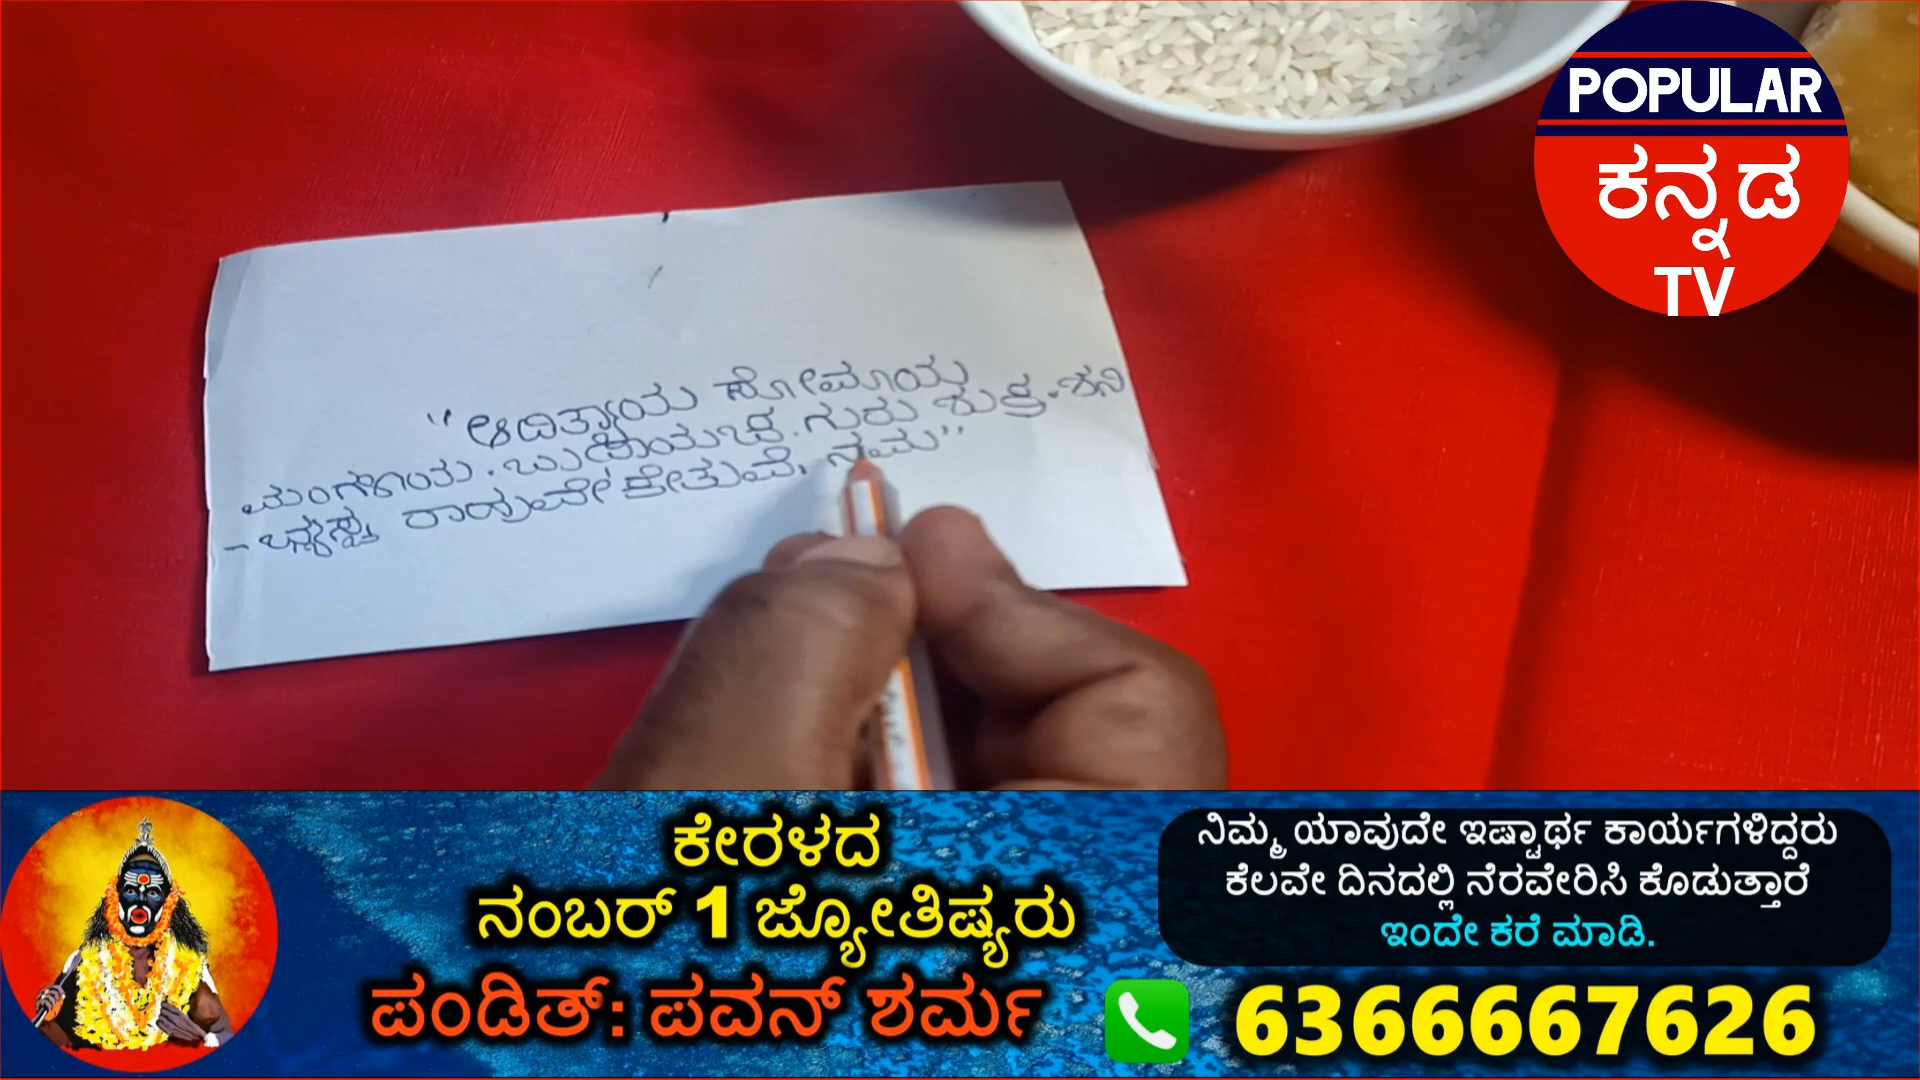 POPULAR
ಕನ್ನಡ
TV
"ಆದಿತ್ಯಾಯ ಸೋಮಾಯ
ಮಂಗಳಾಯ. ಬುಧಾಯಚ. ಗುರು ಶುಕ್ರ. ಶನಿ
- ಭ್ಯಶ್ಚ ರಾಹುವೇ ಕೇತುವೆ, ನಮ"
ಕೇರಳದ
ನಂಬರ್ 1 ಜ್ಯೋತಿಷ್ಯರು
ಪಂಡಿತ್: ಪವನ್ ಶರ್ಮ
ನಿಮ್ಮ ಯಾವುದೇ ಇಷ್ಟಾರ್ಥ ಕಾರ್ಯಗಳಿದ್ದರು
ಕೆಲವೇ ದಿನದಲ್ಲಿ ನೆರವೇರಿಸಿ ಕೊಡುತ್ತಾರೆ
ಇಂದೇ ಕರೆ ಮಾಡಿ.
6366667626